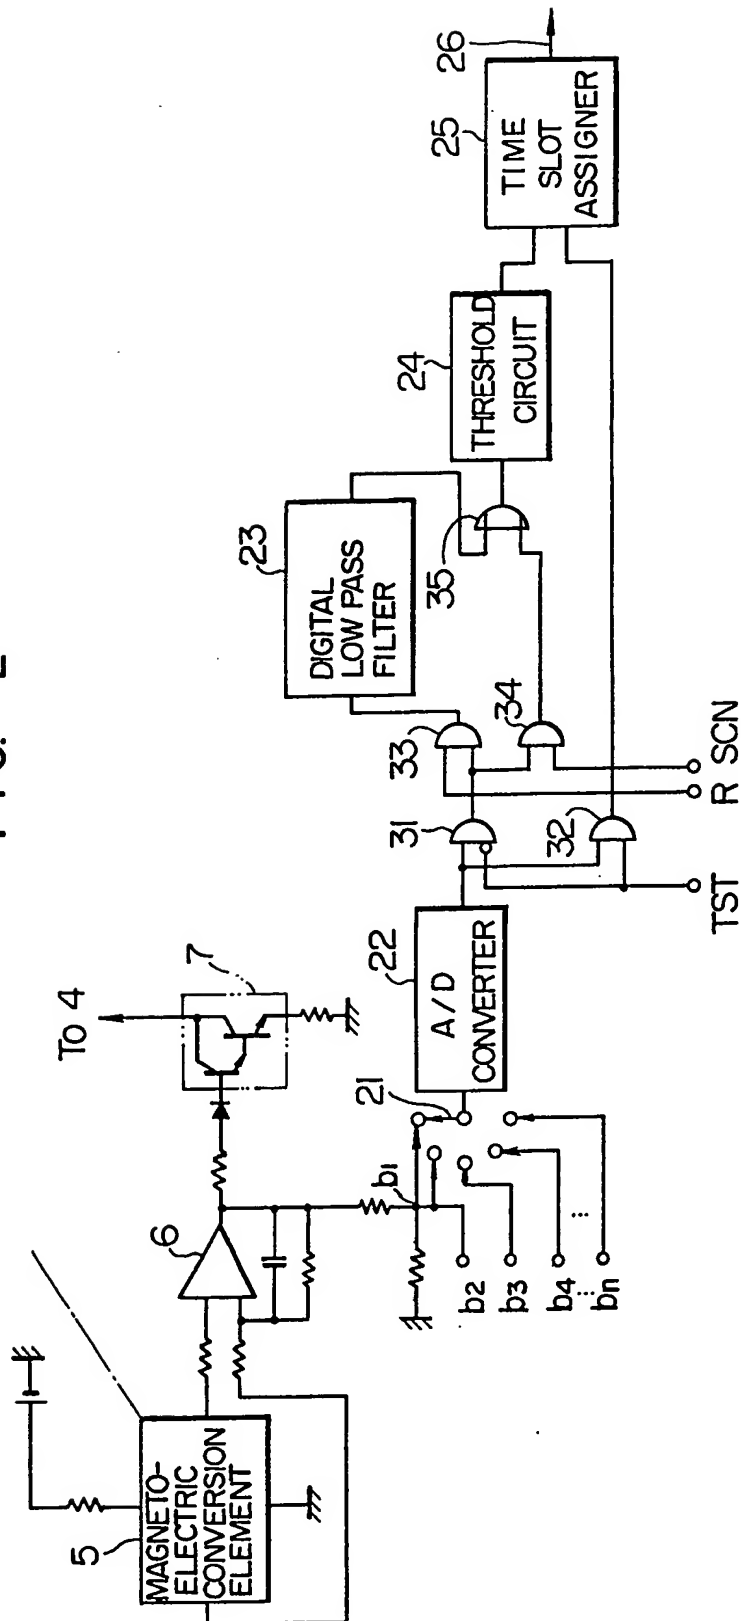 5
MAGNETO-
ELECTRIC
CONVERSION
ELEMENT
6
To 4
7
b1
b2
b3
b4
...
bn
21
22
A/D
CONVERTER
31
32
33
34
TST
R
SCN
23
DIGITAL
LOW PASS
FILTER
35
24
THRESHOLD
CIRCUIT
25
TIME
SLOT
ASSIGNER
26